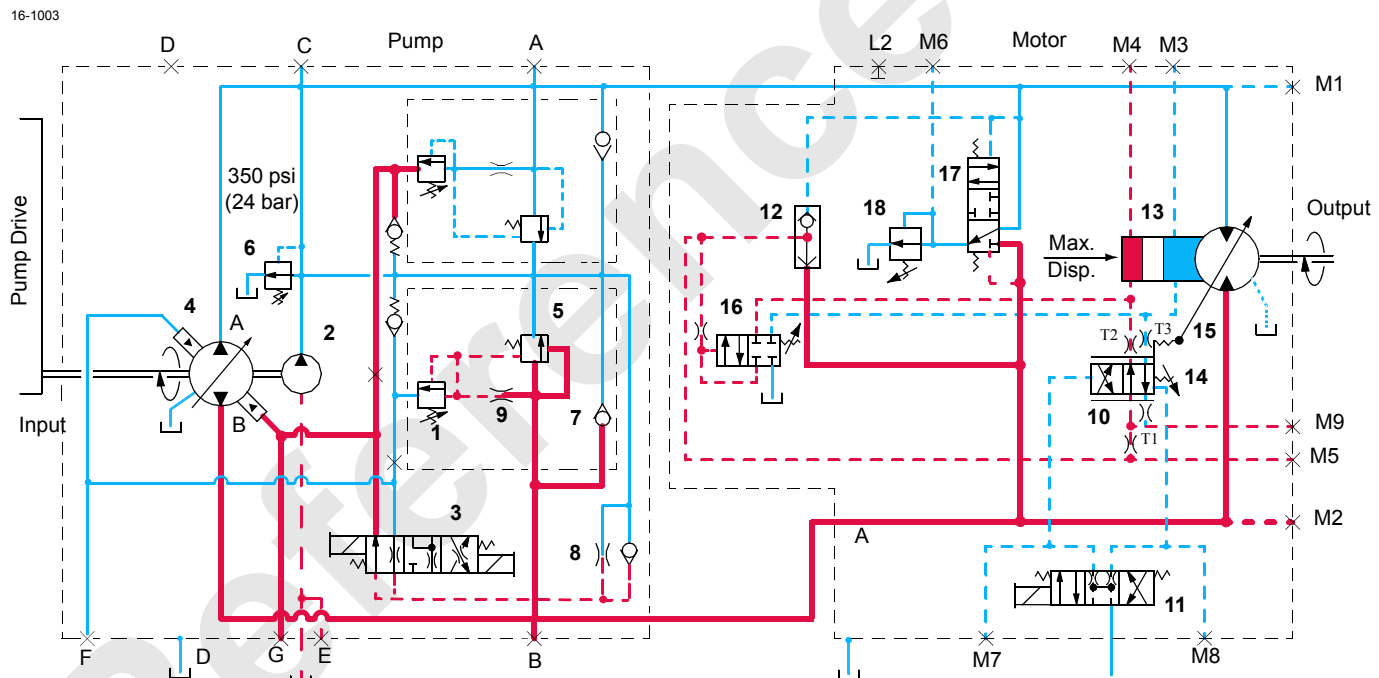 16-1003
D
C
Pump
A
L2
M6
Motor
M4
M3
M1
Pump Drive
350 psi
(24 bar)
6
4
A
2
B
Input
5
1
9
7
3
8
F
D
G
E
B
12
18
17
13
Output
Max.
Disp.
16
T2
T3
15
14
10
T1
M9
M5
M2
A
11
M7
M8
Reference